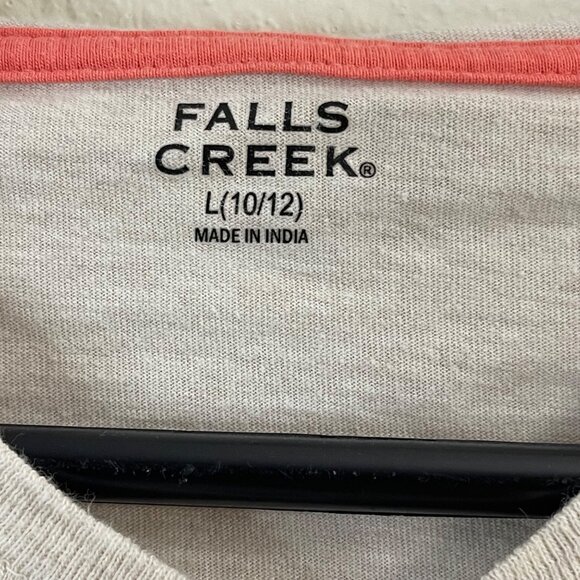 FALLS
CREEK®
L(10/12)
MADE IN INDIA